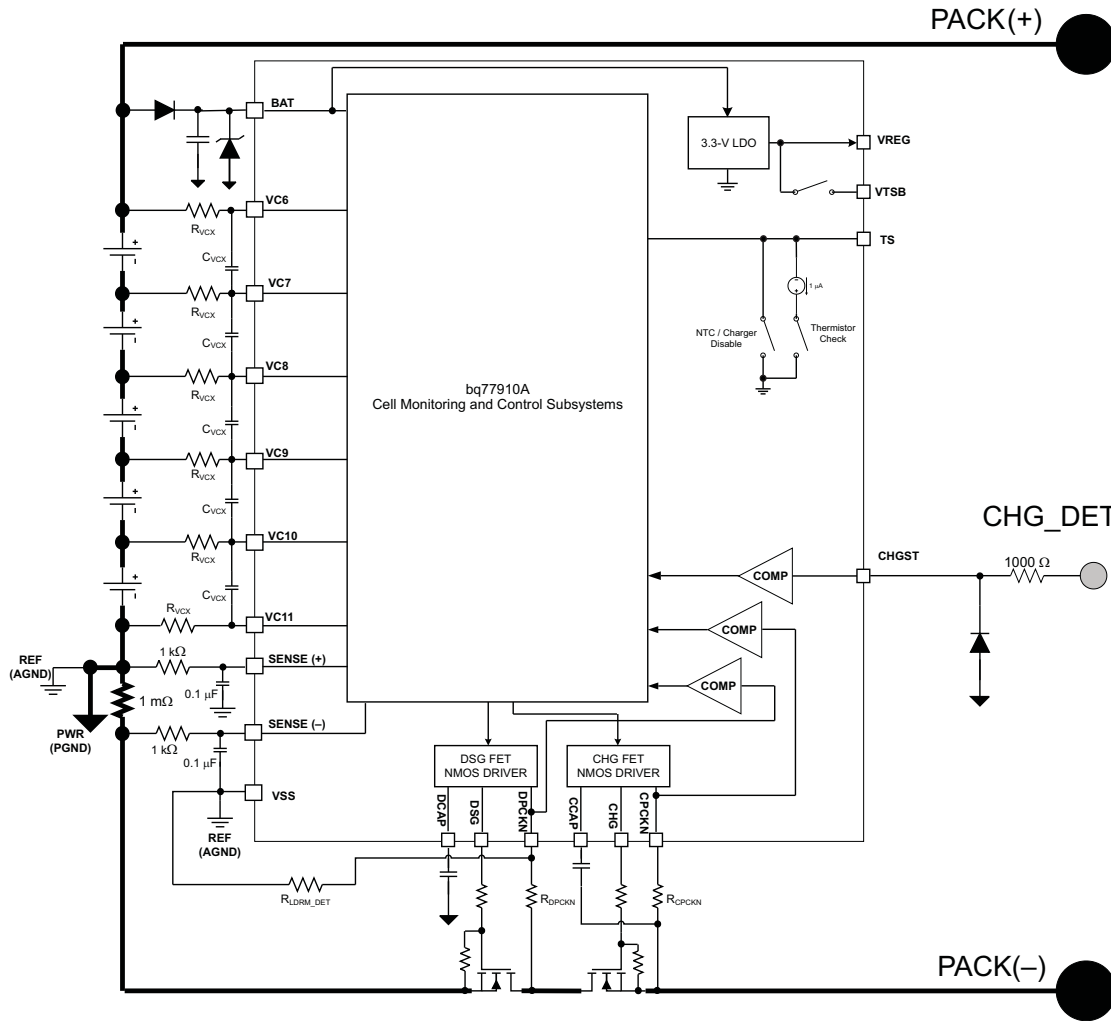 PACK(+)
BAT
3.3-V LDO
VREG
VTSB
VC6
RVCX
CVCX
TS
VC7
RVCX
1 μA
CVCX
NTC / Charger
Disable
Thermistor
Check
VC8
RVCX
bq77910A
Cell Monitoring and Control Subsystems
CVCX
VC9
RVCX
CVCX
CHG_DET
VC10
RVCX
CHGST
1000 Ω
COMP
CVCX
RVCX
VC11
COMP
REF
(AGND)
1 kΩ
SENSE (+)
0.1 μF
COMP
1 mΩ
PWR
(PGND)
SENSE (–)
1 kΩ
0.1 μF
DSG FET
NMOS DRIVER
CHG FET
NMOS DRIVER
VSS
DCAP
DSG
DPCKN
CCAP
CHG
CPCKN
REF
(AGND)
RLDRM_DET
RDPCKN
RCPCKN
PACK(–)